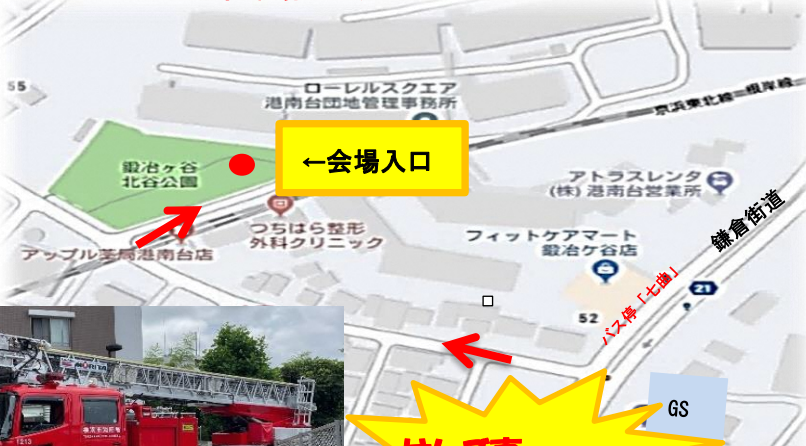 55
ローレルスクエア
港南台団地管理事務所
京浜東北線−根岸線
鍛冶ヶ谷
北谷公園
←会場入口
アトラスレンタ
(株) 港南台営業所
つちはら整形
外科クリニック
アップル薬局港南台店
フィットケアマート
鍛冶ケ谷店
鎌倉街道
バス停「七曲」
21
52
GS
MORITA
1213